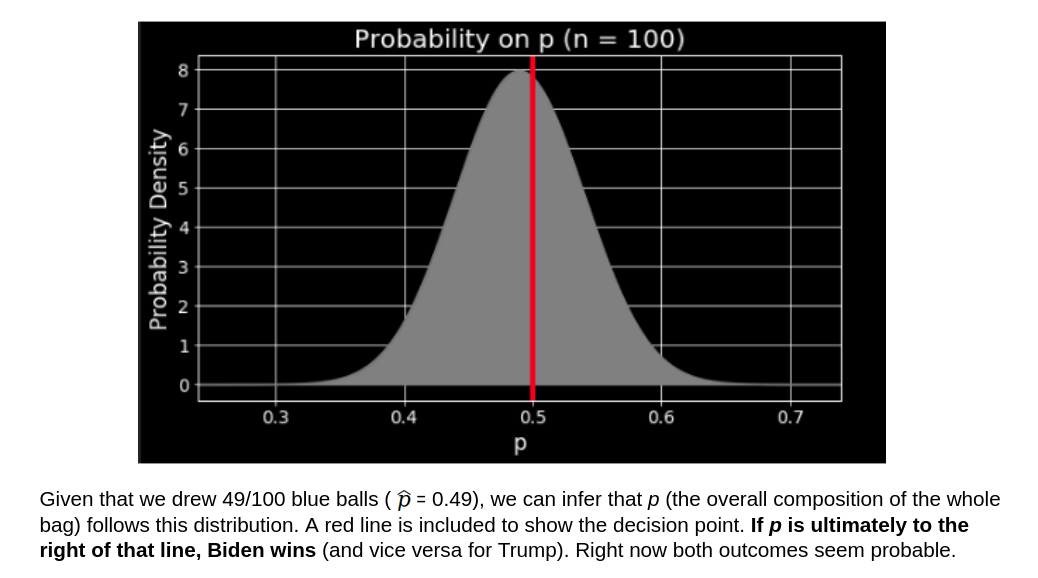 Probability on p (n = 100)
8
7
6
5
4
3
2
1
0
Probability Density
0.3 0.4 0.5 0.6 0.7
p
Given that we drew 49/100 blue balls ( p̂ = 0.49), we can infer that p (the overall composition of the whole
bag) follows this distribution. A red line is included to show the decision point. If p is ultimately to the
right of that line, Biden wins (and vice versa for Trump). Right now both outcomes seem probable.